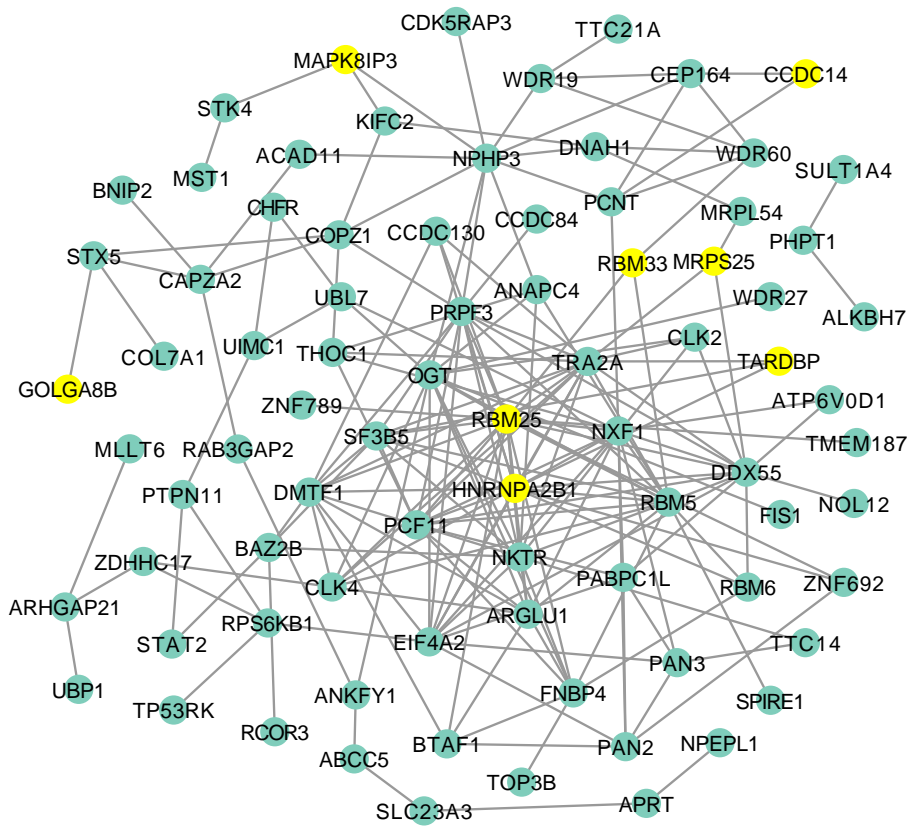 CDK5RAP3
TTC21A
MAPK8IP3
WDR19
CEP164
CCDC14
STK4
KIFC2
ACAD11
NPHP3
DNAH1
WDR60
MST1
SULT1A4
BNIP2
CHFR
PCNT
MRPL54
COPZ1
CCDC130
CCDC84
PHPT1
STX5
CAPZA2
RBM33
MRPS25
UBL7
PRPF3
ANAPC4
WDR27
ALKBH7
COL7A1
UIMC1
THOC1
CLK2
OGT
TRA2A
TARDBP
GOLGA8B
ZNF789
ATP6V0D1
RBM25
NXF1
SF3B5
TMEM187
MLLT6
RAB3GAP2
DDX55
PTPN11
DMTF1
HNRNPA2B1
RBM5
NOL12
FIS1
PCF11
BAZ2B
NKTR
ZDHHC17
CLK4
PABPC1L
RBM6
ZNF692
ARHGAP21
RPS6KB1
ARGLU1
STAT2
EIF4A2
TTC14
PAN3
UBP1
TP53RK
ANKFY1
FNBP4
SPIRE1
RCOR3
BTAF1
PAN2
NPEPL1
ABCC5
TOP3B
SLC23A3
APRT